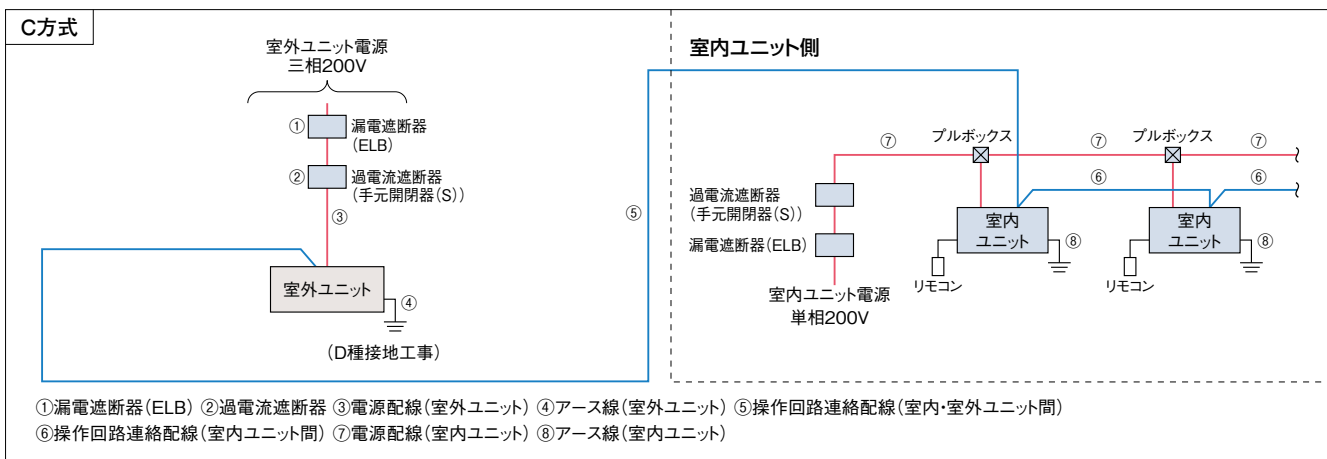 C方式
室外ユニット電源
三相200V
①
漏電遮断器
(ELB)
②
過電流遮断器
(手元開閉器(S))
③
室外ユニット
④
(D種接地工事)
⑤
室内ユニット側
⑦
プルボックス
⑦
プルボックス
⑦
過電流遮断器
(手元開閉器(S))
漏電遮断器(ELB)
室内ユニット電源
単相200V
⑥
⑥
室内
ユニット
⑧
リモコン
室内
ユニット
⑧
リモコン
①漏電遮断器(ELB) ②過電流遮断器 ③電源配線(室外ユニット) ④アース線(室外ユニット) ⑤操作回路連絡配線(室内・室外ユニット間)
⑥操作回路連絡配線(室内ユニット間) ⑦電源配線(室内ユニット) ⑧アース線(室内ユニット)